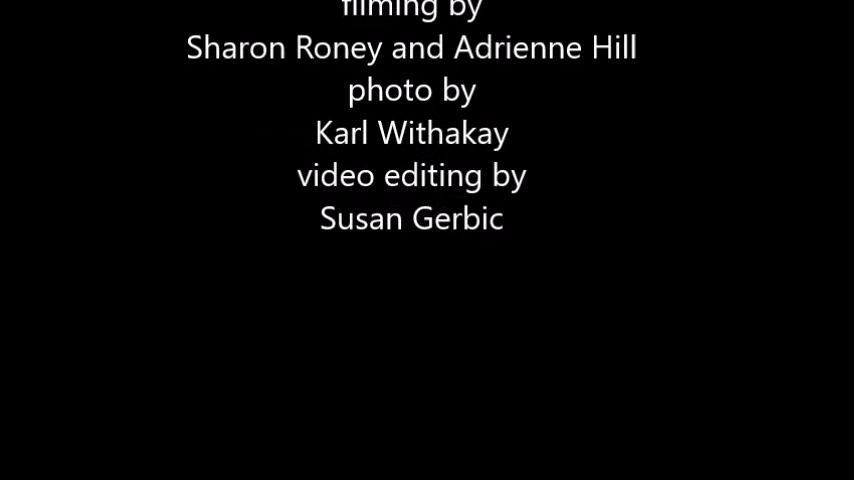 filming by
Sharon Roney and Adrienne Hill
photo by
Karl Withakay
video editing by
Susan Gerbic